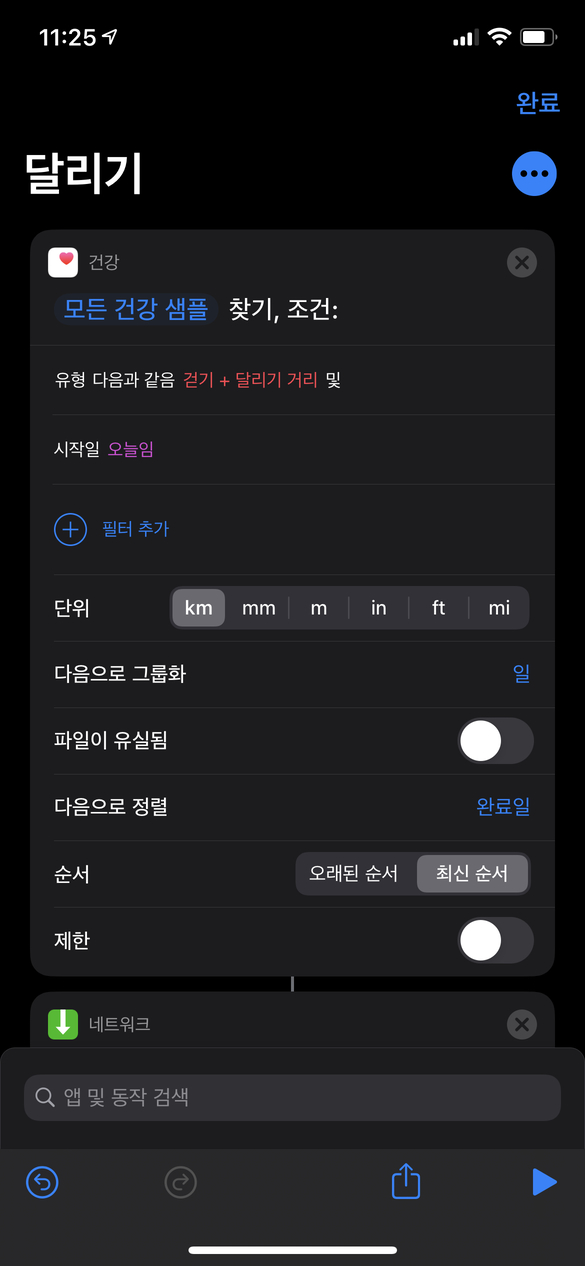 11:25
완료
달리기
건강
모든 건강 샘플 찾기, 조건:
유형 다음과 같음 걷기 + 달리기 거리 및
시작일 오늘임
필터 추가
단위 km mm m in ft mi
다음으로 그룹화 일
파일이 유실됨
다음으로 정렬 완료일
순서 오래된 순서 최신 순서
제한
네트워크
앱 및 동작 검색